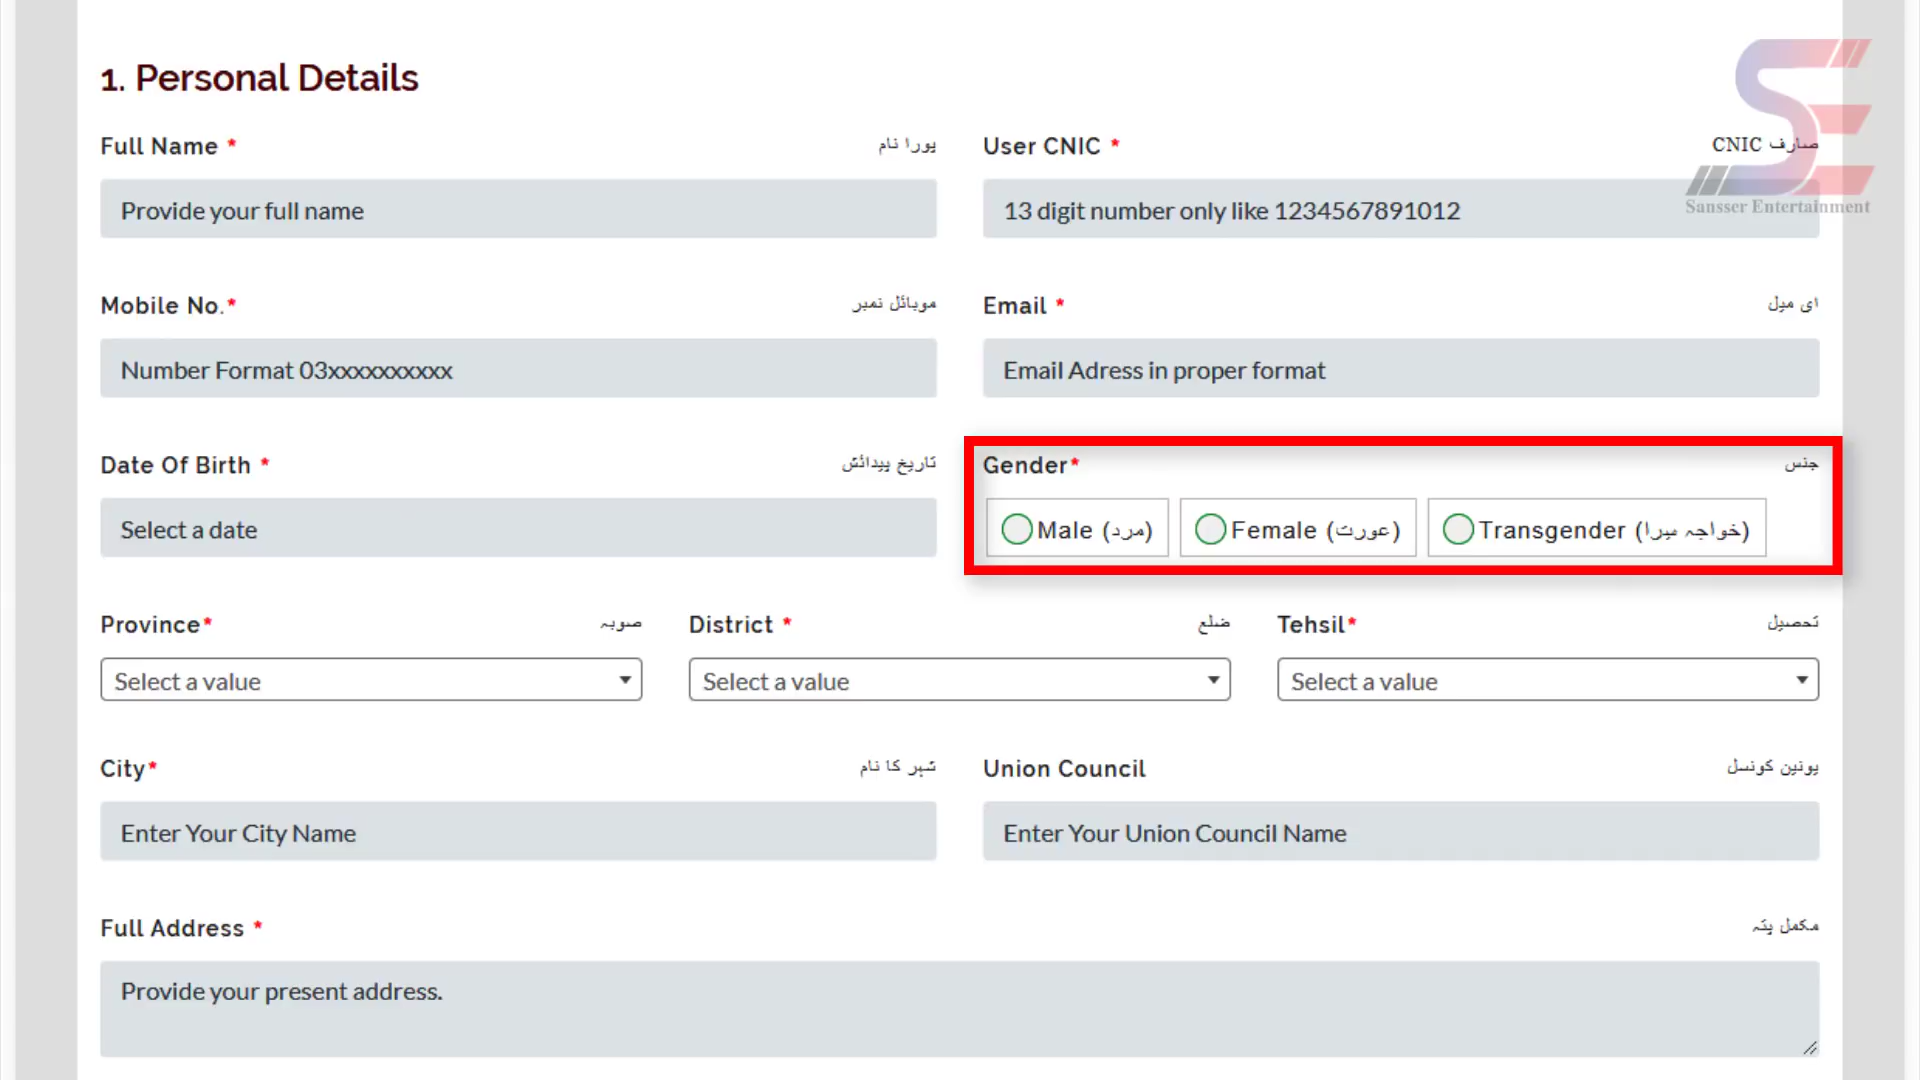 1. Personal Details
Full Name * پورا نام
User CNIC * صارف CNIC
Provide your full name
13 digit number only like 1234567891012
Mobile No.* موبائل نمبر
Email * ای میل
Number Format 03xxxxxxxxxx
Email Adress in proper format
Date Of Birth * تاریخ پیدائش
Gender* جنس
Select a date
Male (مرد)
Female (عورت)
Transgender (خواجہ سرا)
Province* صوبہ
District * ضلع
Tehsil* تحصیل
Select a value
Select a value
Select a value
City* شہر کا نام
Union Council یونین کونسل
Enter Your City Name
Enter Your Union Council Name
Full Address * مکمل پتہ
Provide your present address.
SE
Sansser Entertainment